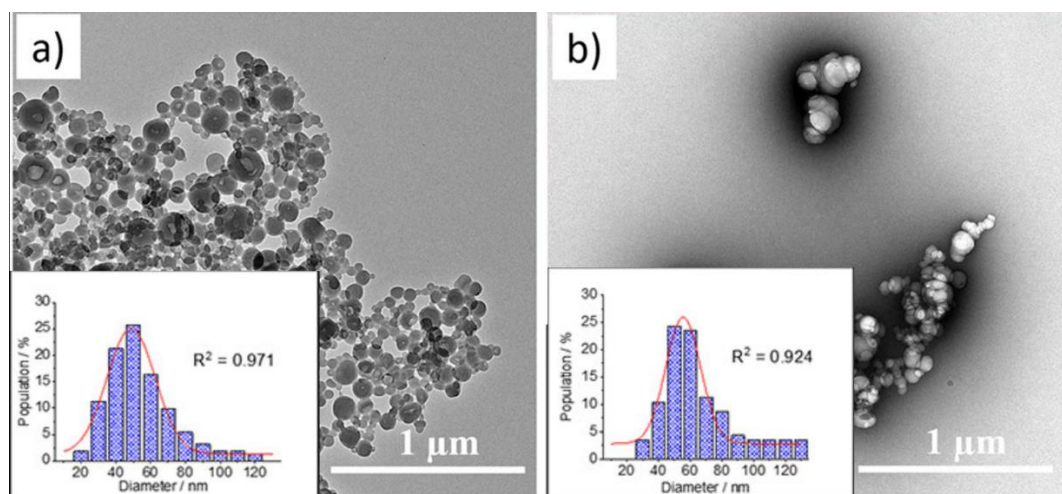 a)
30
25
20
15
10
5
0
Population / %
R² = 0.971
20 40 60 80 100 120
Diameter / nm
1 µm
b)
30
25
20
15
10
5
0
Population / %
R² = 0.924
20 40 60 80 100 120
Diameter / nm
1 µm